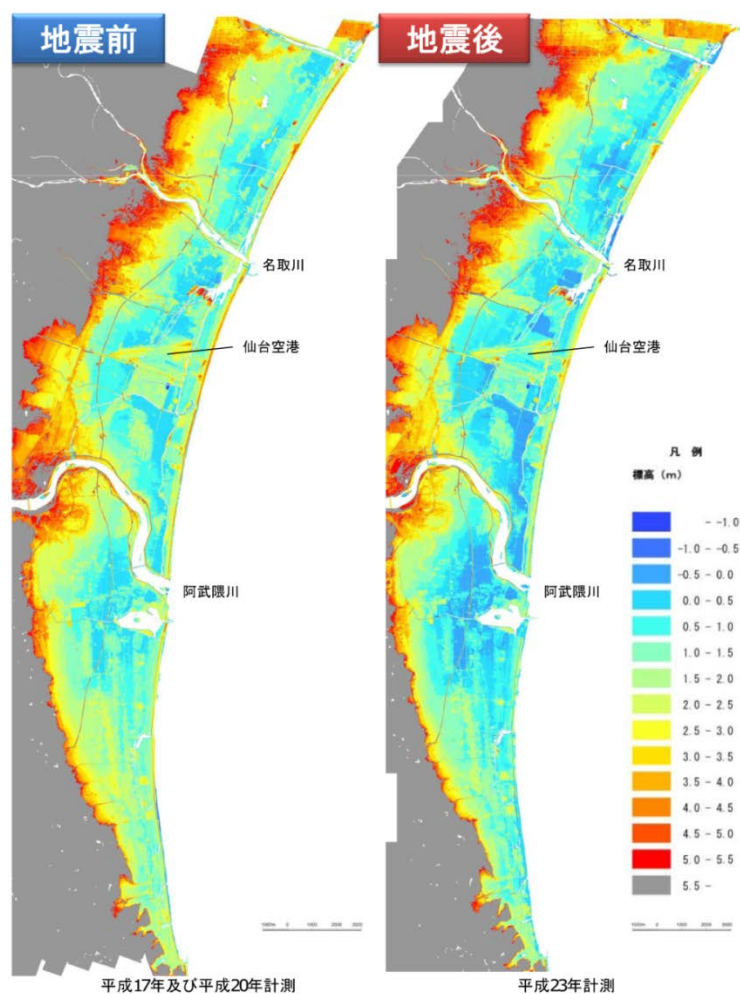 地震前
地震後
名取川
名取川
仙台空港
仙台空港
凡 例
標高（m）
- -1.0
-1.0 - -0.5
-0.5 - 0.0
0.0 - 0.5
0.5 - 1.0
1.0 - 1.5
1.5 - 2.0
2.0 - 2.5
2.5 - 3.0
3.0 - 3.5
3.5 - 4.0
4.0 - 4.5
4.5 - 5.0
5.0 - 5.5
5.5 -
阿武隈川
阿武隈川
平成17年及び平成20年計測
平成23年計測